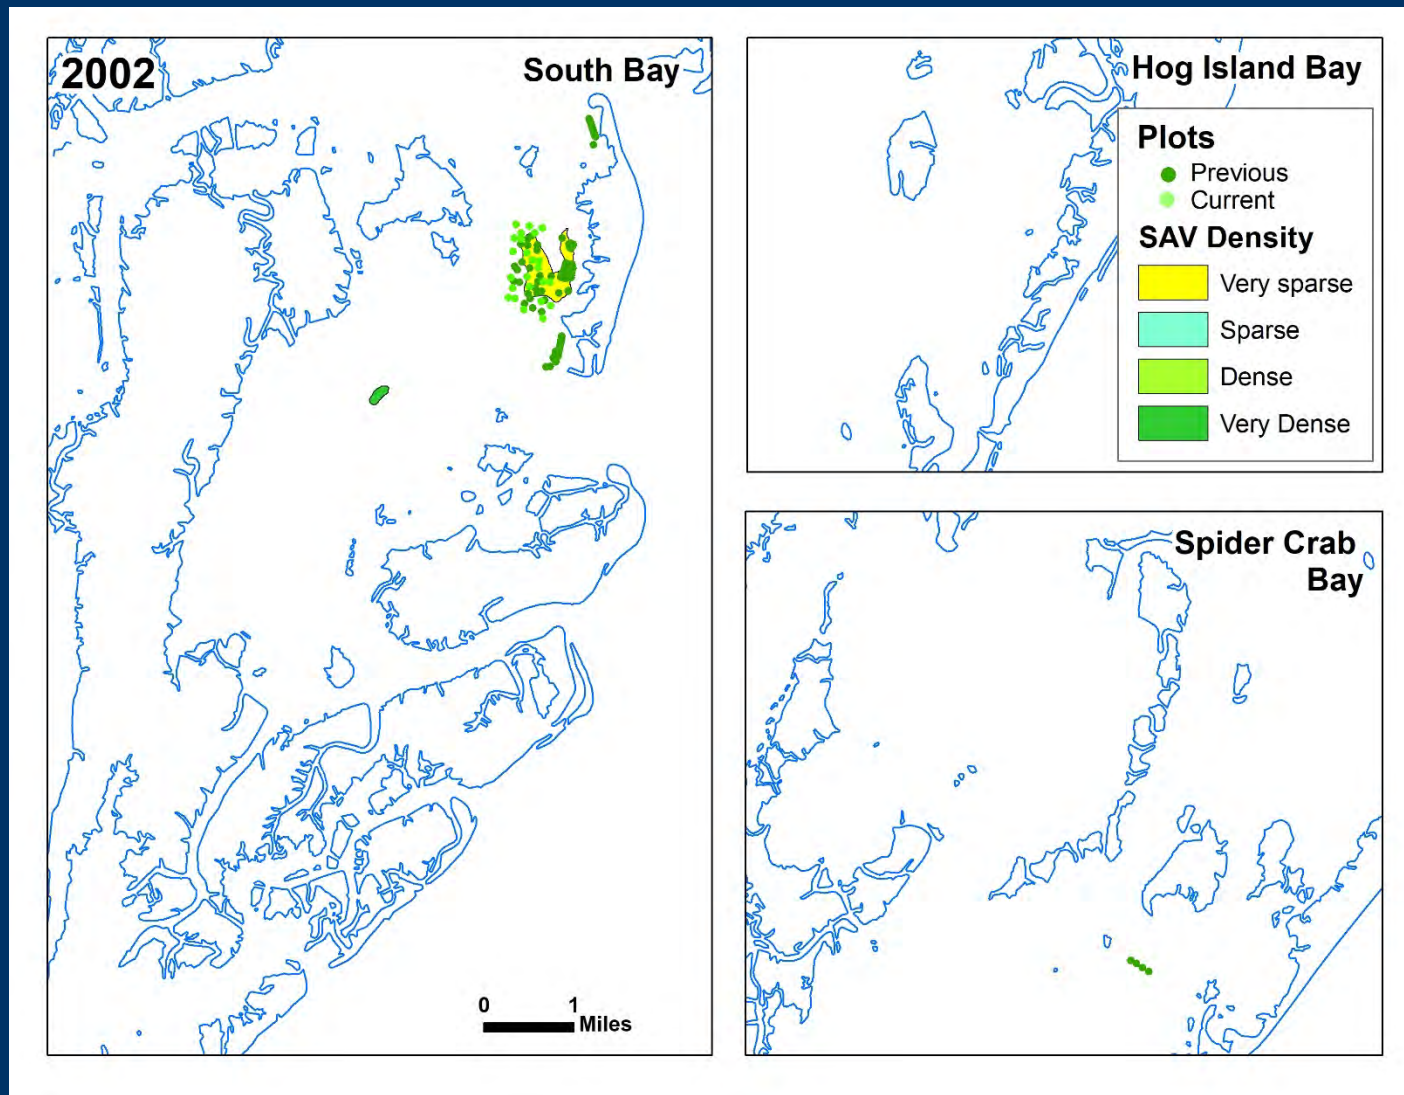 2002
South Bay
0 1
Miles
Hog Island Bay
Plots
Previous
Current
SAV Density
Very sparse
Sparse
Dense
Very Dense
Spider Crab
Bay